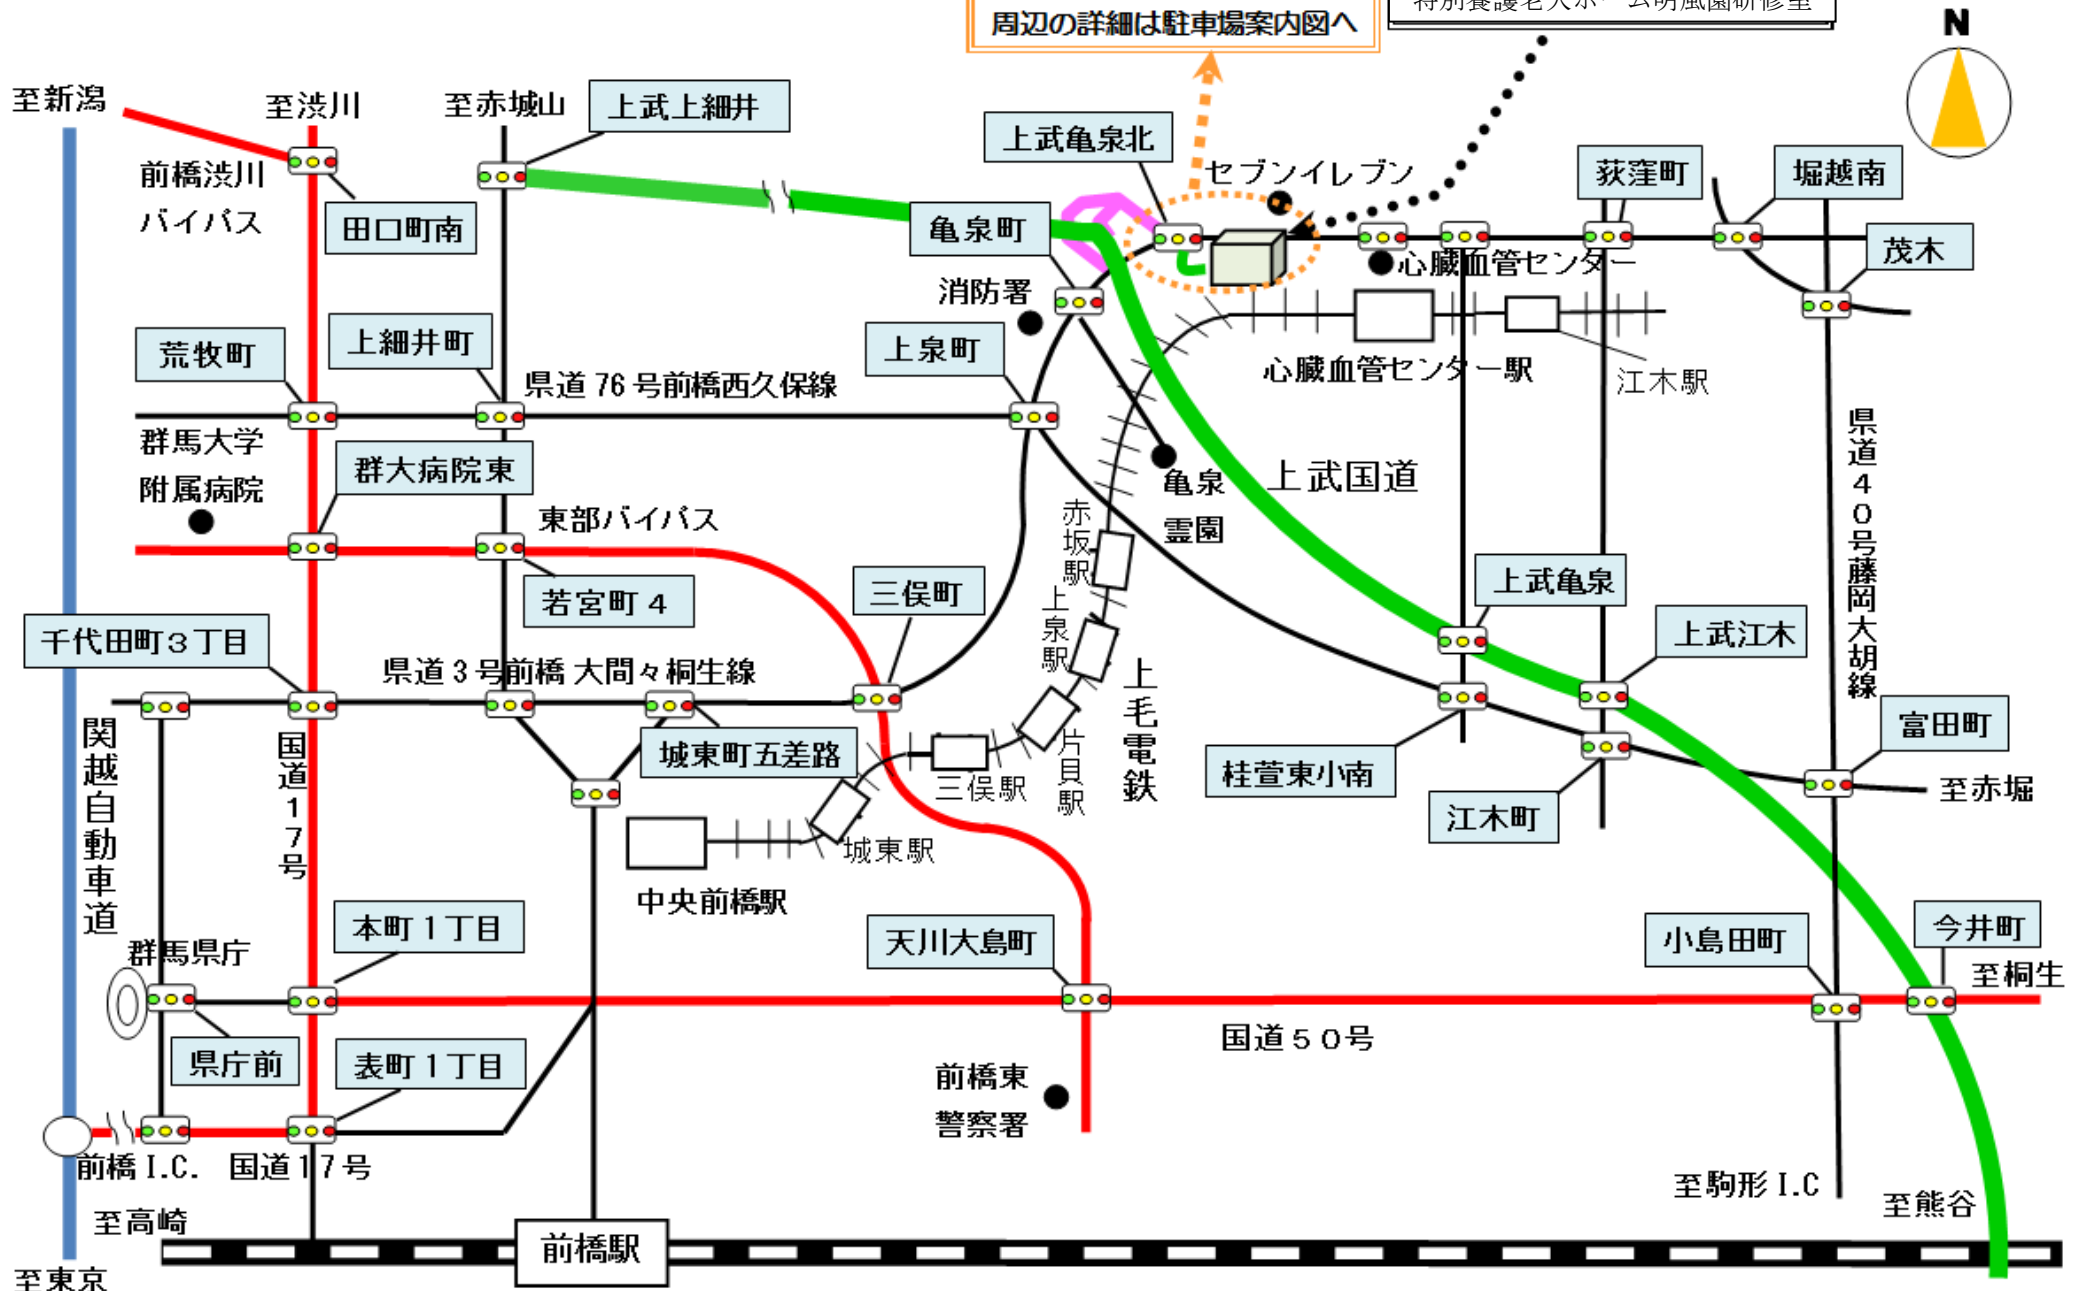 周辺の詳細は駐車場案内図へ
特別養護老人ホーム明風園研修室
N
至新潟
至渋川
至赤城山
上武上細井
上武亀泉北
セブンイレブン
荻窪町
堀越南
前橋渋川
バイパス
田口町南
亀泉町
茂木
心臓血管センター
消防署
荒牧町
上細井町
上泉町
県道76号前橋西久保線
心臓血管センター駅
江木駅
群馬大学
附属病院
群大病院東
東部バイパス
亀泉
霊園
上武国道
県道40号藤岡大胡線
赤坂駅
若宮町4
三俣町
上武亀泉
上泉駅
千代田町3丁目
県道3号前橋大間々桐生線
上武江木
上毛電鉄
関越自動車道
国道17号
城東町五差路
三俣駅
片貝駅
桂萱東小南
富田町
江木町
至赤堀
城東駅
中央前橋駅
本町1丁目
天川大島町
小島田町
今井町
群馬県庁
至桐生
国道50号
県庁前
表町1丁目
前橋東
警察署
前橋I.C.
国道17号
至駒形I.C
至熊谷
至高崎
前橋駅
至東京